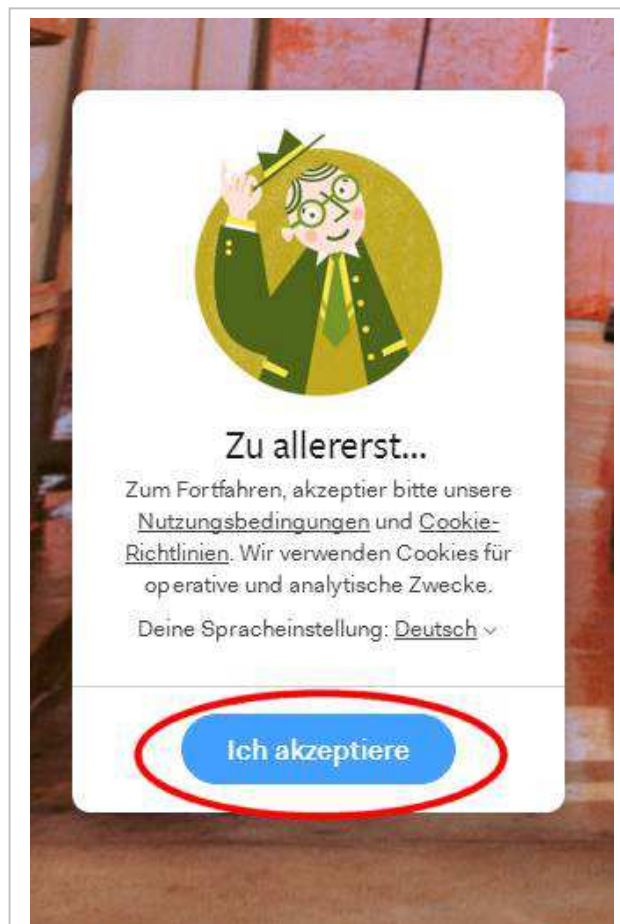 Zu allererst...
Zum Fortfahren, akzeptier bitte unsere
Nutzungsbedingungen und Cookie-
Richtlinien. Wir verwenden Cookies für
operative und analytische Zwecke.
Deine Spracheinstellung: Deutsch
Ich akzeptiere